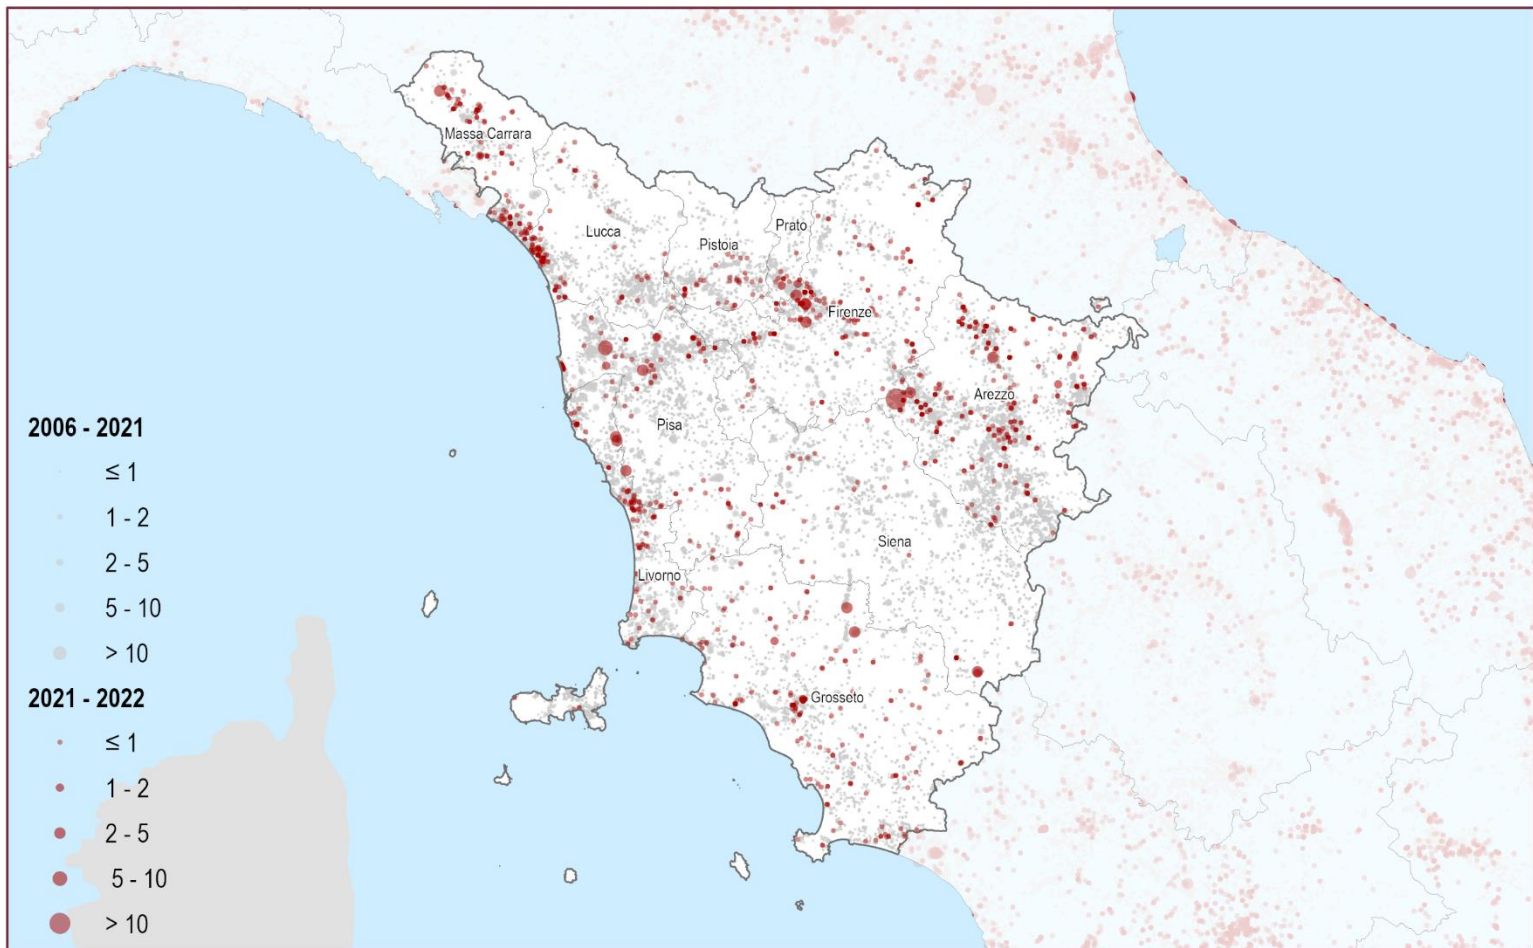 Massa Carrara
Lucca
Pistoia
Prato
Firenze
Arezzo
Pisa
Siena
Livorno
Grosseto
2006 - 2021
≤ 1
1 - 2
2 - 5
5 - 10
> 10
2021 - 2022
≤ 1
1 - 2
2 - 5
5 - 10
> 10